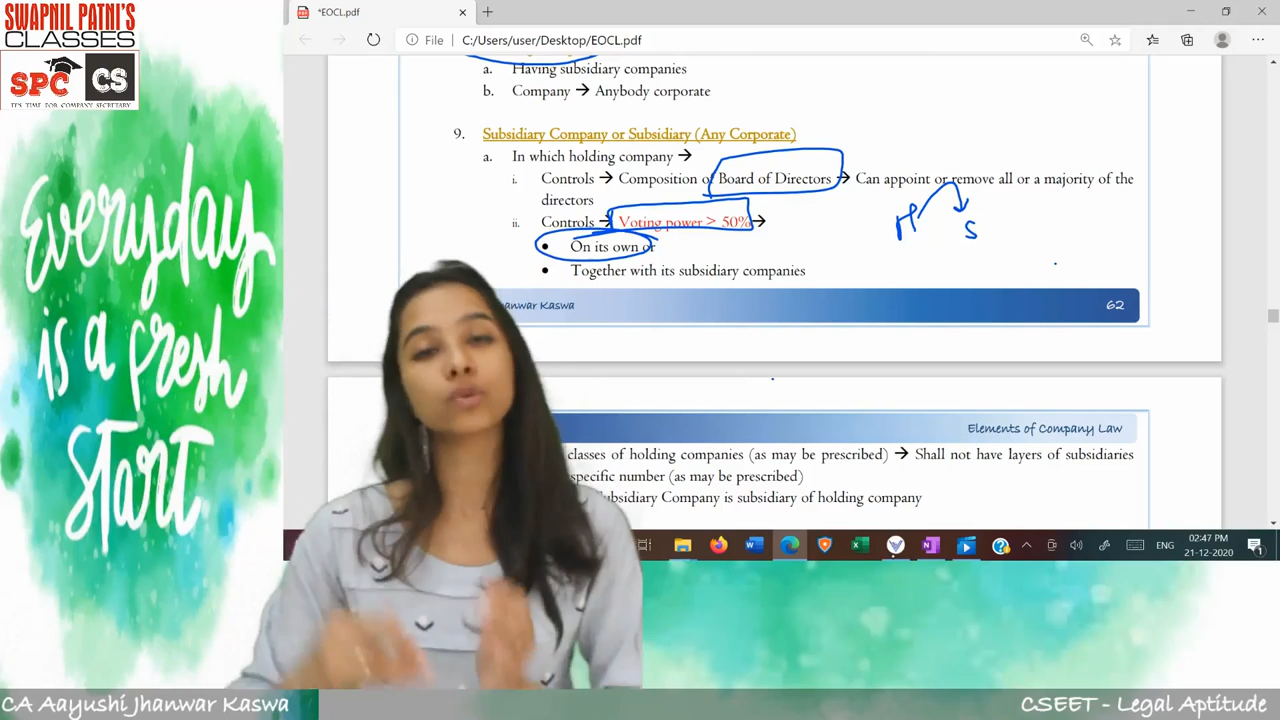 SWAPNIL PATNI'S
CLASSES
SPC CS
IT'S TIME FOR COMPANY SECRETARY
Everyday
is a fresh
start
*EOCL.pdf
File C:/Users/user/Desktop/EOCL.pdf
a. Having subsidiary companies
b. Company → Anybody corporate
9. Subsidiary Company or Subsidiary (Any Corporate)
a. In which holding company →
i. Controls → Composition of Board of Directors → Can appoint or remove all or a majority of the
directors
ii. Controls → Voting power > 50% →
• On its own or
• Together with its subsidiary companies
H S
hanwar Kaswa 62
Elements of Company Law
classes of holding companies (as may be prescribed) → Shall not have layers of subsidiaries
specific number (as may be prescribed)
ubsidiary Company is subsidiary of holding company
ENG 02:47 PM
21-12-2020
CA Aayushi Jhanwar Kaswa CSEET - Legal Aptitude